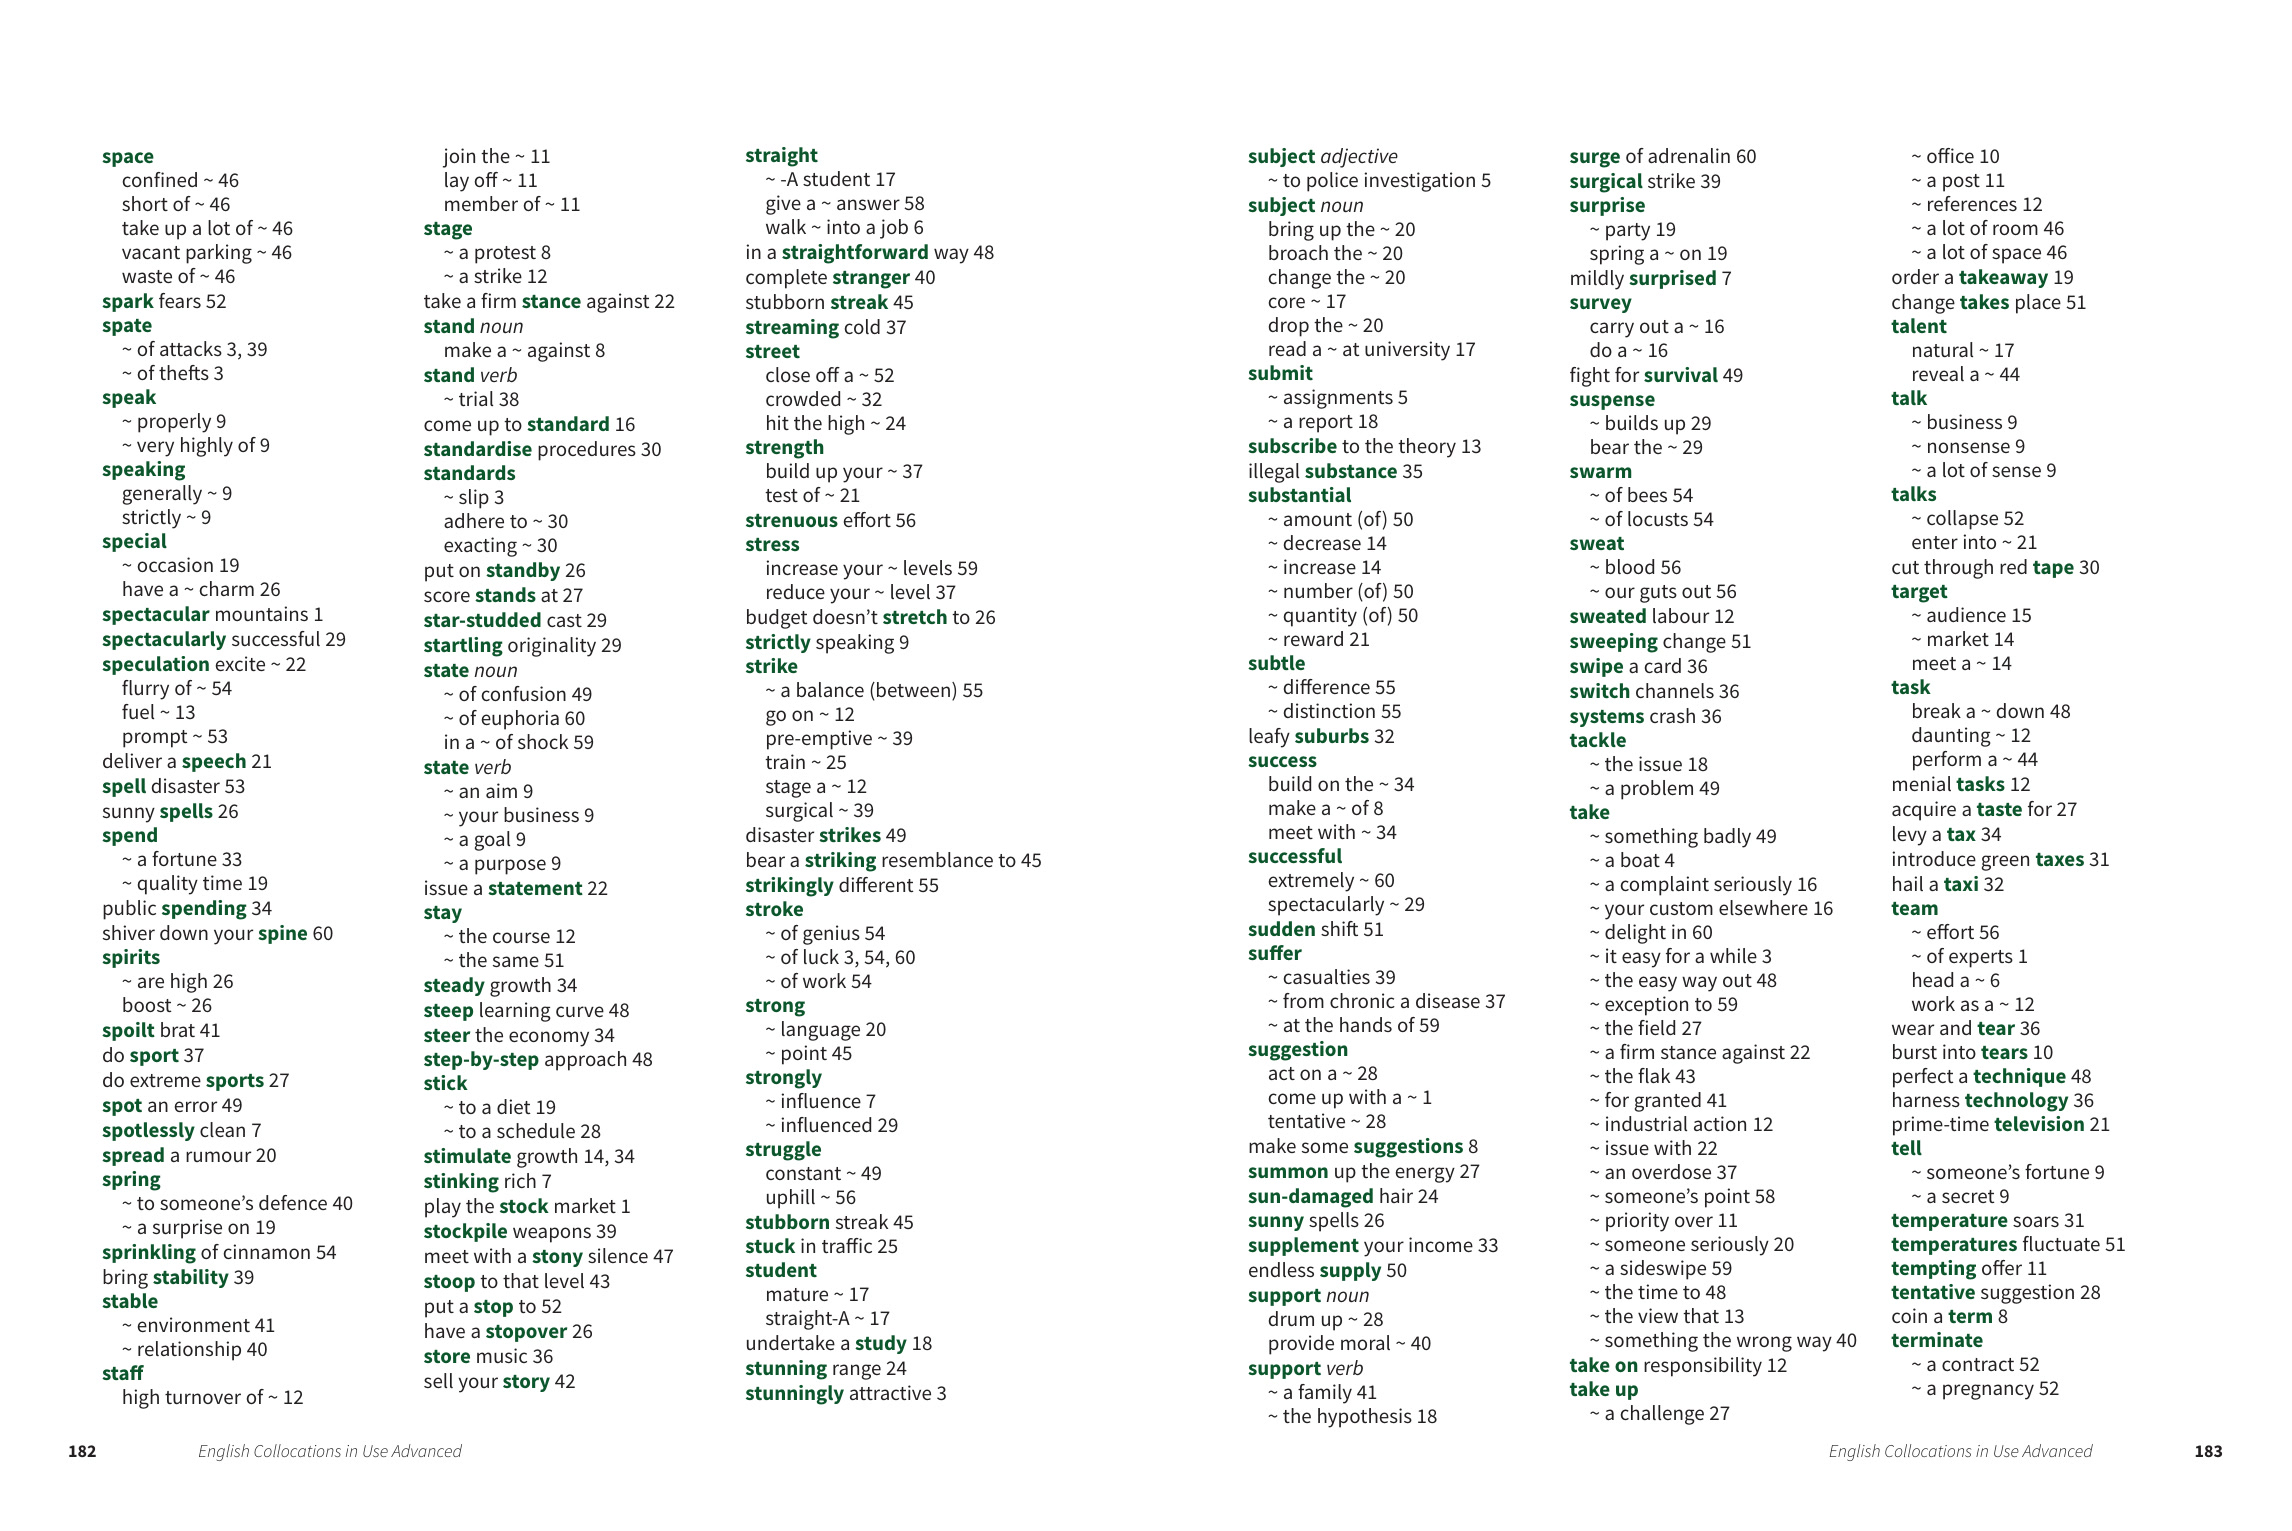 space
confined ~ 46
short of ~ 46
take up a lot of ~ 46
vacant parking ~ 46
waste of ~ 46
spark fears 52
spate
~ of attacks 3, 39
~ of thefts 3
speak
~ properly 9
~ very highly of 9
speaking
generally ~ 9
strictly ~ 9
special
~ occasion 19
have a ~ charm 26
spectacular mountains 1
spectacularly successful 29
speculation excite ~ 22
flurry of ~ 54
fuel ~ 13
prompt ~ 53
deliver a speech 21
spell disaster 53
sunny spells 26
spend
~ a fortune 33
~ quality time 19
public spending 34
shiver down your spine 60
spirits
~ are high 26
boost ~ 26
spoilt brat 41
do sport 37
do extreme sports 27
spot an error 49
spotlessly clean 7
spread a rumour 20
spring
~ to someone’s defence 40
~ a surprise on 19
sprinkling of cinnamon 54
bring stability 39
stable
~ environment 41
~ relationship 40
staff
high turnover of ~ 12
join the ~ 11
lay off ~ 11
member of ~ 11
stage
~ a protest 8
~ a strike 12
take a firm stance against 22
stand noun
make a ~ against 8
stand verb
~ trial 38
come up to standard 16
standardise procedures 30
standards
~ slip 3
adhere to ~ 30
exacting ~ 30
put on standby 26
score stands at 27
star-studded cast 29
startling originality 29
state noun
~ of confusion 49
~ of euphoria 60
in a ~ of shock 59
state verb
~ an aim 9
~ your business 9
~ a goal 9
~ a purpose 9
issue a statement 22
stay
~ the course 12
~ the same 51
steady growth 34
steep learning curve 48
steer the economy 34
step-by-step approach 48
stick
~ to a diet 19
~ to a schedule 28
stimulate growth 14, 34
stinking rich 7
play the stock market 1
stockpile weapons 39
meet with a stony silence 47
stoop to that level 43
put a stop to 52
have a stopover 26
store music 36
sell your story 42
straight
~ -A student 17
give a ~ answer 58
walk ~ into a job 6
in a straightforward way 48
complete stranger 40
stubborn streak 45
streaming cold 37
street
close off a ~ 52
crowded ~ 32
hit the high ~ 24
strength
build up your ~ 37
test of ~ 21
strenuous effort 56
stress
increase your ~ levels 59
reduce your ~ level 37
budget doesn’t stretch to 26
strictly speaking 9
strike
~ a balance (between) 55
go on ~ 12
pre-emptive ~ 39
train ~ 25
stage a ~ 12
surgical ~ 39
disaster strikes 49
bear a striking resemblance to 45
strikingly different 55
stroke
~ of genius 54
~ of luck 3, 54, 60
~ of work 54
strong
~ language 20
~ point 45
strongly
~ influence 7
~ influenced 29
struggle
constant ~ 49
uphill ~ 56
stubborn streak 45
stuck in traffic 25
student
mature ~ 17
straight-A ~ 17
undertake a study 18
stunning range 24
stunningly attractive 3
182 English Collocations in Use Advanced
subject adjective
~ to police investigation 5
subject noun
bring up the ~ 20
broach the ~ 20
change the ~ 20
core ~ 17
drop the ~ 20
read a ~ at university 17
submit
~ assignments 5
~ a report 18
subscribe to the theory 13
illegal substance 35
substantial
~ amount (of) 50
~ decrease 14
~ increase 14
~ number (of) 50
~ quantity (of) 50
~ reward 21
subtle
~ difference 55
~ distinction 55
leafy suburbs 32
success
build on the ~ 34
make a ~ of 8
meet with ~ 34
successful
extremely ~ 60
spectacularly ~ 29
sudden shift 51
suffer
~ casualties 39
~ from chronic a disease 37
~ at the hands of 59
suggestion
act on a ~ 28
come up with a ~ 1
tentative ~ 28
make some suggestions 8
summon up the energy 27
sun-damaged hair 24
sunny spells 26
supplement your income 33
endless supply 50
support noun
drum up ~ 28
provide moral ~ 40
support verb
~ a family 41
~ the hypothesis 18
surge of adrenalin 60
surgical strike 39
surprise
~ party 19
spring a ~ on 19
mildly surprised 7
survey
carry out a ~ 16
do a ~ 16
fight for survival 49
suspense
~ builds up 29
bear the ~ 29
swarm
~ of bees 54
~ of locusts 54
sweat
~ blood 56
~ our guts out 56
sweated labour 12
sweeping change 51
swipe a card 36
switch channels 36
systems crash 36
tackle
~ the issue 18
~ a problem 49
take
~ something badly 49
~ a boat 4
~ a complaint seriously 16
~ your custom elsewhere 16
~ delight in 60
~ it easy for a while 3
~ the easy way out 48
~ exception to 59
~ the field 27
~ a firm stance against 22
~ the flak 43
~ for granted 41
~ industrial action 12
~ issue with 22
~ an overdose 37
~ someone’s point 58
~ priority over 11
~ someone seriously 20
~ a sideswipe 59
~ the time to 48
~ the view that 13
~ something the wrong way 40
take on responsibility 12
take up
~ a challenge 27
~ office 10
~ a post 11
~ references 12
~ a lot of room 46
~ a lot of space 46
order a takeaway 19
change takes place 51
talent
natural ~ 17
reveal a ~ 44
talk
~ business 9
~ nonsense 9
~ a lot of sense 9
talks
~ collapse 52
enter into ~ 21
cut through red tape 30
target
~ audience 15
~ market 14
meet a ~ 14
task
break a ~ down 48
daunting ~ 12
perform a ~ 44
menial tasks 12
acquire a taste for 27
levy a tax 34
introduce green taxes 31
hail a taxi 32
team
~ effort 56
~ of experts 1
head a ~ 6
work as a ~ 12
wear and tear 36
burst into tears 10
perfect a technique 48
harness technology 36
prime-time television 21
tell
~ someone’s fortune 9
~ a secret 9
temperature soars 31
temperatures fluctuate 51
tempting offer 11
tentative suggestion 28
coin a term 8
terminate
~ a contract 52
~ a pregnancy 52
English Collocations in Use Advanced 183